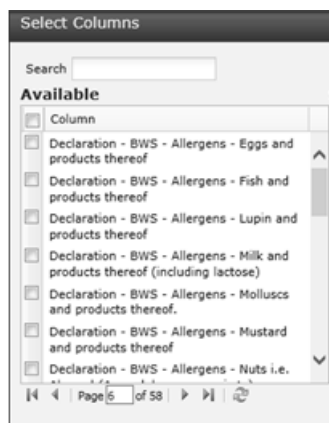 Select Columns
Search
Available
Column
Declaration - BWS - Allergens - Eggs and
products thereof
Declaration - BWS - Allergens - Fish and
products thereof
Declaration - BWS - Allergens - Lupin and
products thereof
Declaration - BWS - Allergens - Milk and
products thereof (including lactose)
Declaration - BWS - Allergens - Molluscs
and products thereof.
Declaration - BWS - Allergens - Mustard
and products thereof
Declaration - BWS - Allergens - Nuts i.e.
Page 6 of 58